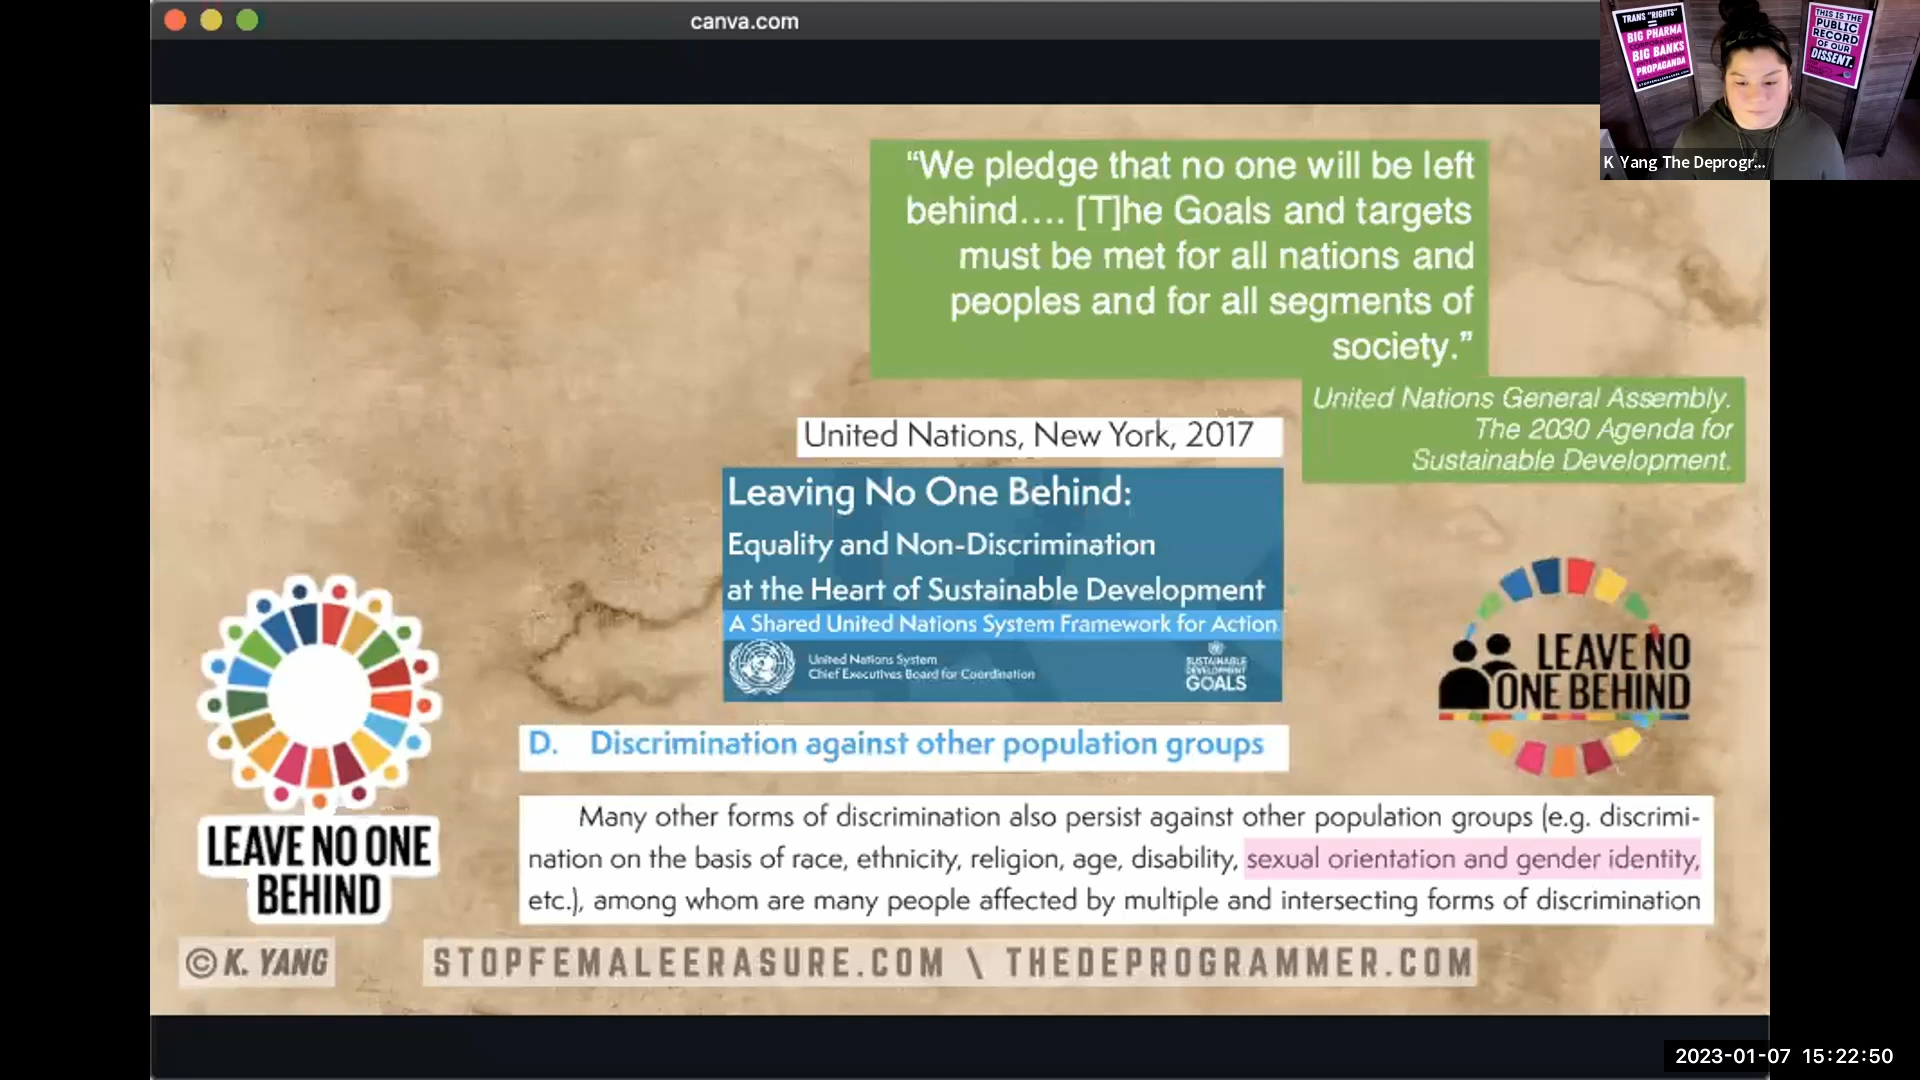 canva.com
TRANS "RIGHTS"
=
BIG PHARMA
CORPORATIONS
BIG BANKS
PROPAGANDA
THIS IS THE
PUBLIC
RECORD
OF OUR
DISSENT.
K Yang The Deprogr...
“We pledge that no one will be left
behind.... [T]he Goals and targets
must be met for all nations and
peoples and for all segments of
society.”
United Nations General Assembly.
The 2030 Agenda for
Sustainable Development.
United Nations, New York, 2017
Leaving No One Behind:
Equality and Non-Discrimination
at the Heart of Sustainable Development
A Shared United Nations System Framework for Action
United Nations System
Chief Executives Board for Coordination
SUSTAINABLE
DEVELOPMENT
GOALS
LEAVE NO
ONE BEHIND
D. Discrimination against other population groups
Many other forms of discrimination also persist against other population groups (e.g. discrimi-
nation on the basis of race, ethnicity, religion, age, disability, sexual orientation and gender identity,
etc.), among whom are many people affected by multiple and intersecting forms of discrimination
LEAVE NO ONE
BEHIND
© K. YANG
STOPFEMALEERASURE.COM \ THEDEPROGRAMMER.COM
2023-01-07 15:22:50